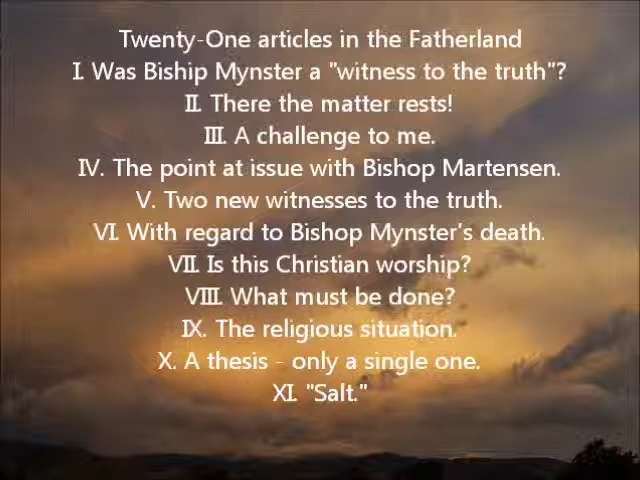 Twenty-One articles in the Fatherland
I. Was Biship Mynster a "witness to the truth"?
II. There the matter rests!
III. A challenge to me.
IV. The point at issue with Bishop Martensen.
V. Two new witnesses to the truth.
VI. With regard to Bishop Mynster's death.
VII. Is this Christian worship?
VIII. What must be done?
IX. The religious situation.
X. A thesis - only a single one.
XI. "Salt."